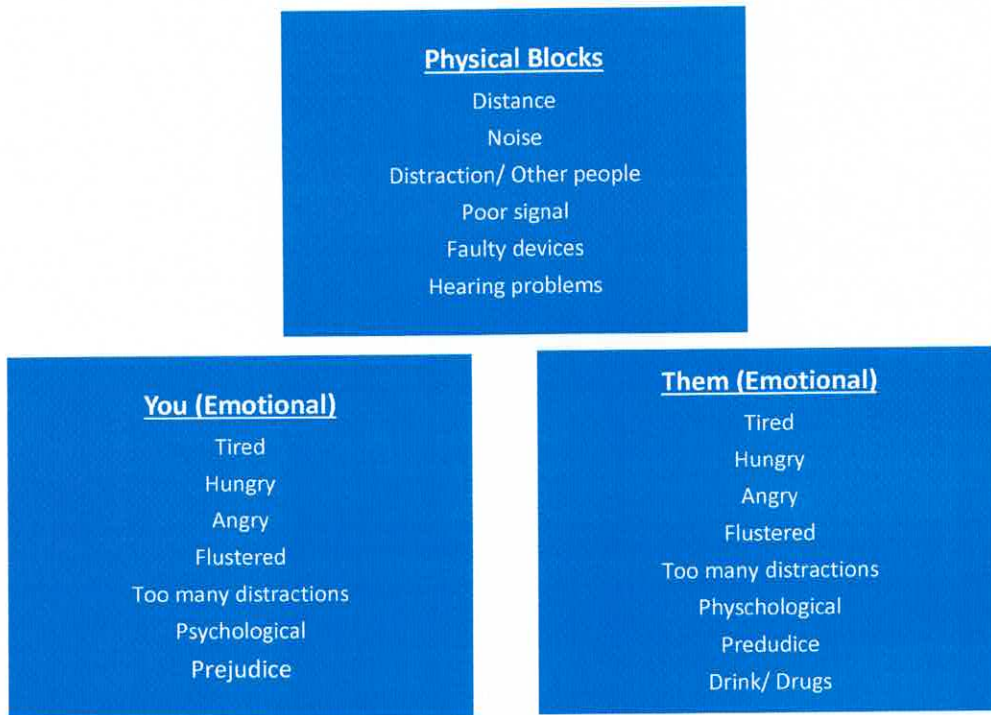 Physical Blocks
Distance
Noise
Distraction/ Other people
Poor signal
Faulty devices
Hearing problems
You (Emotional)
Tired
Hungry
Angry
Flustered
Too many distractions
Psychological
Prejudice
Them (Emotional)
Tired
Hungry
Angry
Flustered
Too many distractions
Physchological
Predudice
Drink/ Drugs